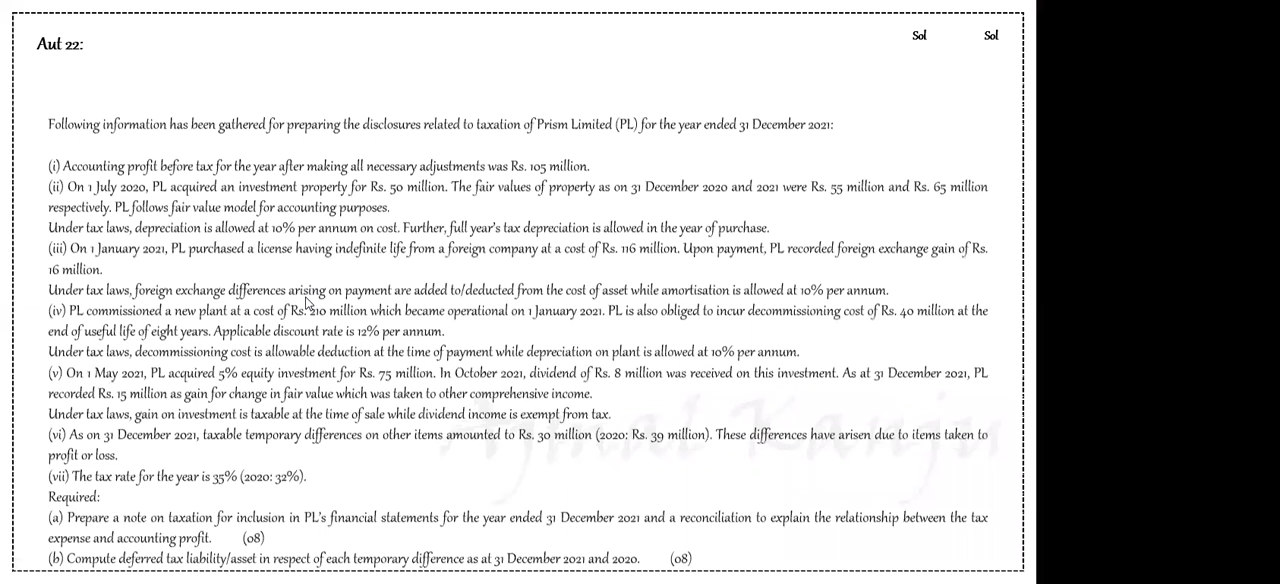 Aut 22:
Sol Sol
Following information has been gathered for preparing the disclosures related to taxation of Prism Limited (PL) for the year ended 31 December 2021:
(i) Accounting profit before tax for the year after making all necessary adjustments was Rs. 105 million.
(ii) On 1 July 2020, PL acquired an investment property for Rs. 50 million. The fair values of property as on 31 December 2020 and 2021 were Rs. 55 million and Rs. 65 million
respectively. PL follows fair value model for accounting purposes.
Under tax laws, depreciation is allowed at 10% per annum on cost. Further, full year's tax depreciation is allowed in the year of purchase.
(iii) On 1 January 2021, PL purchased a license having indefinite life from a foreign company at a cost of Rs. 116 million. Upon payment, PL recorded foreign exchange gain of Rs.
16 million.
Under tax laws, foreign exchange differences arising on payment are added to/deducted from the cost of asset while amortisation is allowed at 10% per annum.
(iv) PL commissioned a new plant at a cost of Rs. 210 million which became operational on 1 January 2021. PL is also obliged to incur decommissioning cost of Rs. 40 million at the
end of useful life of eight years. Applicable discount rate is 12% per annum.
Under tax laws, decommissioning cost is allowable deduction at the time of payment while depreciation on plant is allowed at 10% per annum.
(v) On 1 May 2021, PL acquired 5% equity investment for Rs. 75 million. In October 2021, dividend of Rs. 8 million was received on this investment. As at 31 December 2021, PL
recorded Rs. 15 million as gain for change in fair value which was taken to other comprehensive income.
Under tax laws, gain on investment is taxable at the time of sale while dividend income is exempt from tax.
(vi) As on 31 December 2021, taxable temporary differences on other items amounted to Rs. 30 million (2020: Rs. 39 million). These differences have arisen due to items taken to
profit or loss.
(vii) The tax rate for the year is 35% (2020: 32%).
Required:
(a) Prepare a note on taxation for inclusion in PL's financial statements for the year ended 31 December 2021 and a reconciliation to explain the relationship between the tax
expense and accounting profit. (08)
(b) Compute deferred tax liability/asset in respect of each temporary difference as at 31 December 2021 and 2020. (08)
Ajmal Kanju